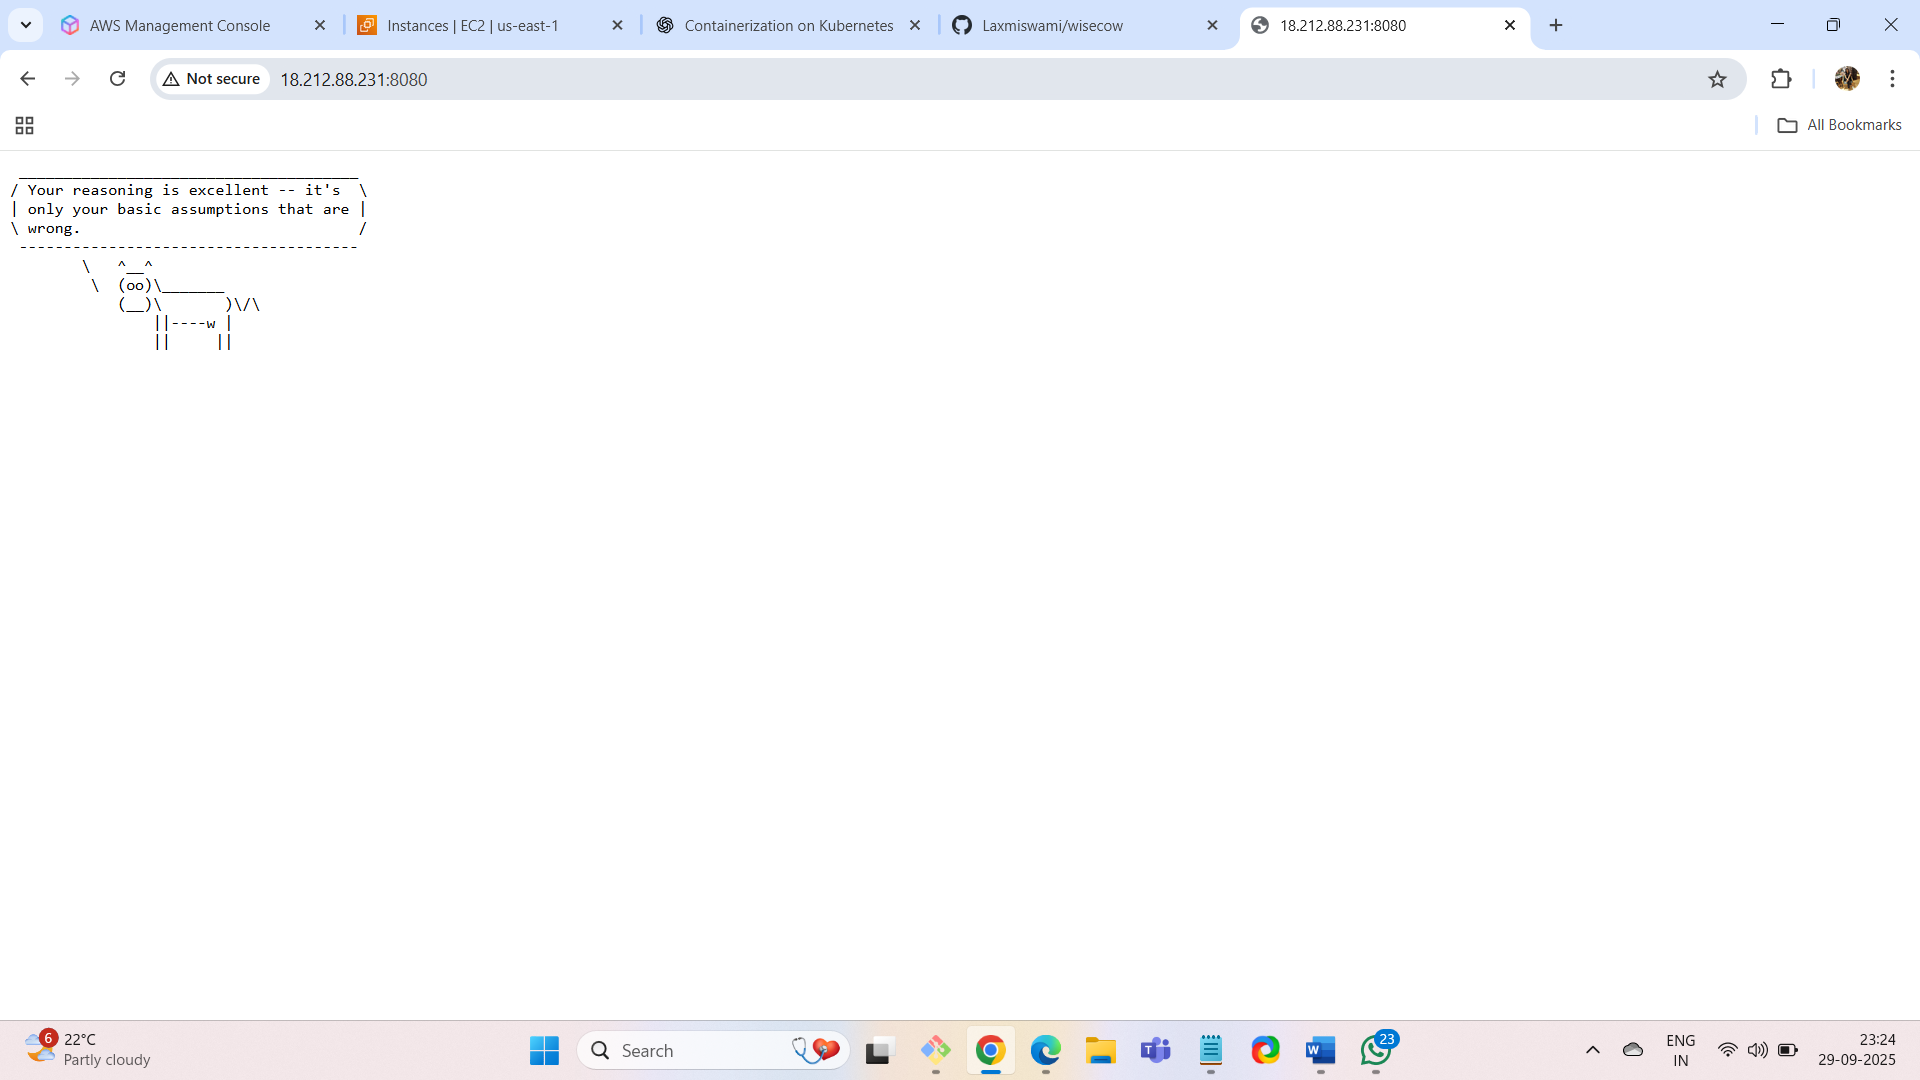 AWS Management Console
Instances | EC2 | us-east-1
Containerization on Kubernetes
Laxmiswami/wisecow
18.212.88.231:8080
Not secure
18.212.88.231:8080
All Bookmarks
 ______________________________________
/ Your reasoning is excellent -- it's  \
| only your basic assumptions that are |
\ wrong.                               /
 --------------------------------------
        \   ^__^
         \  (oo)\_______
            (__)\       )\/\
                ||----w |
                ||     ||
6
22°C
Partly cloudy
Search
23
ENG
IN
23:24
29-09-2025